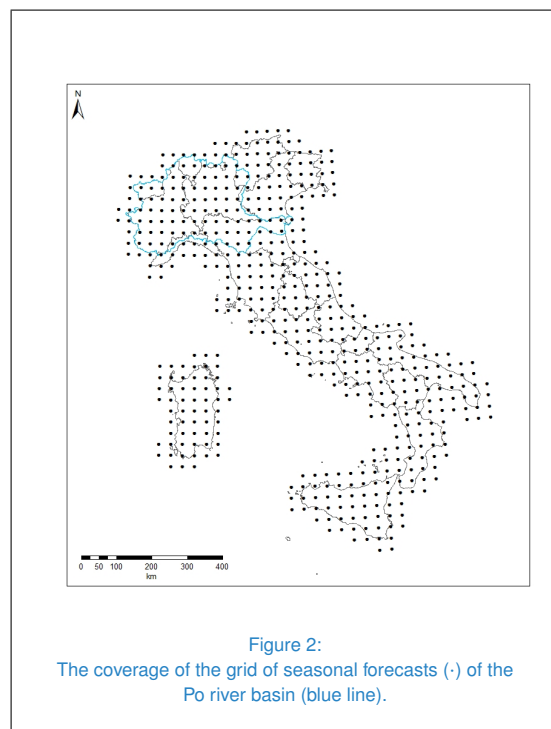 N
0 50 100 200 300 400
km
Figure 2:
The coverage of the grid of seasonal forecasts (·) of the
Po river basin (blue line).